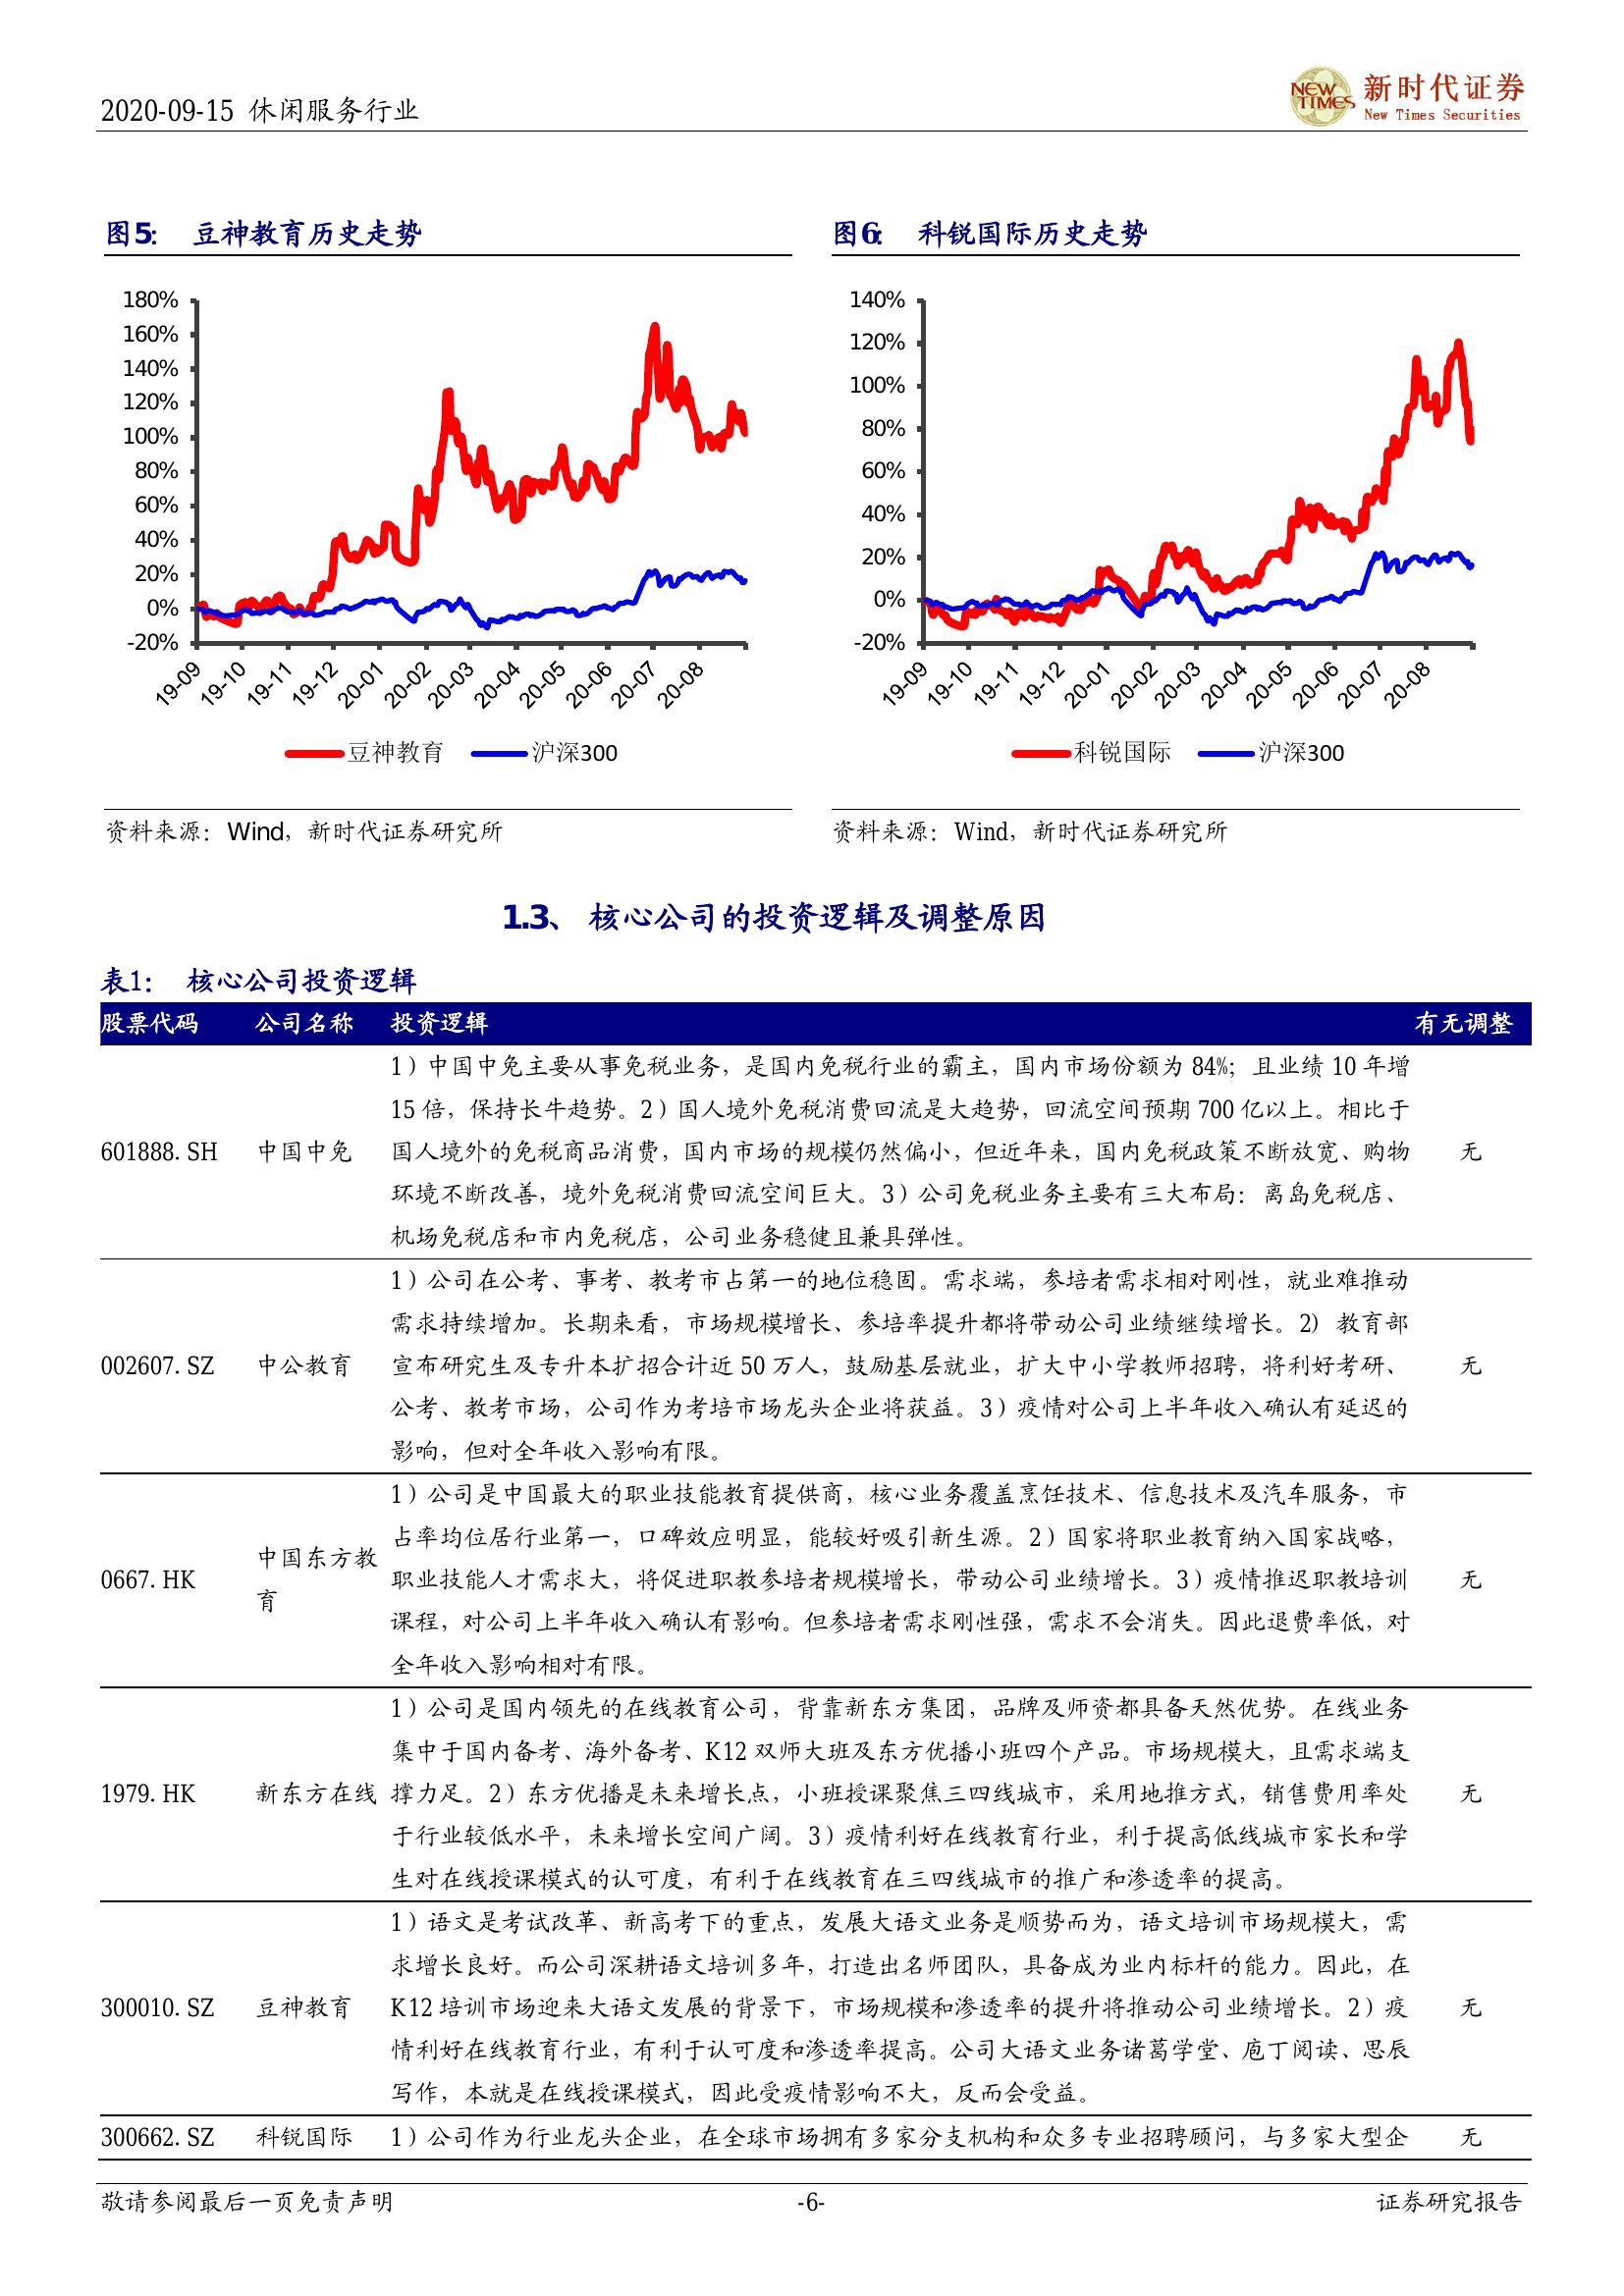 2020-09-15 休闲服务行业
NEW TIMES
新时代证券
New Times Securities
图5： 豆神教育历史走势
180%
160%
140%
120%
100%
80%
60%
40%
20%
0%
-20%
19-09
19-10
19-11
19-12
20-01
20-02
20-03
20-04
20-05
20-06
20-07
20-08
豆神教育 沪深300
资料来源：Wind，新时代证券研究所
图6： 科锐国际历史走势
140%
120%
100%
80%
60%
40%
20%
0%
-20%
19-09
19-10
19-11
19-12
20-01
20-02
20-03
20-04
20-05
20-06
20-07
20-08
科锐国际 沪深300
资料来源：Wind，新时代证券研究所
1.3、 核心公司的投资逻辑及调整原因
表1： 核心公司投资逻辑
股票代码 公司名称 投资逻辑 有无调整
601888.SH 中国中免
1）中国中免主要从事免税业务，是国内免税行业的霸主，国内市场份额为 84%；且业绩 10 年增
15 倍，保持长牛趋势。2）国人境外免税消费回流是大趋势，回流空间预期 700 亿以上。相比于
国人境外的免税商品消费，国内市场的规模仍然偏小，但近年来，国内免税政策不断放宽、购物
环境不断改善，境外免税消费回流空间巨大。3）公司免税业务主要有三大布局：离岛免税店、
机场免税店和市内免税店，公司业务稳健且兼具弹性。
无
002607.SZ 中公教育
1）公司在公考、事考、教考市占第一的地位稳固。需求端，参培者需求相对刚性，就业难推动
需求持续增加。长期来看，市场规模增长、参培率提升都将带动公司业绩继续增长。2) 教育部
宣布研究生及专升本扩招合计近 50 万人，鼓励基层就业，扩大中小学教师招聘，将利好考研、
公考、教考市场，公司作为考培市场龙头企业将获益。3）疫情对公司上半年收入确认有延迟的
影响，但对全年收入影响有限。
无
0667.HK
中国东方教
育
1）公司是中国最大的职业技能教育提供商，核心业务覆盖烹饪技术、信息技术及汽车服务，市
占率均位居行业第一，口碑效应明显，能较好吸引新生源。2）国家将职业教育纳入国家战略，
职业技能人才需求大，将促进职教参培者规模增长，带动公司业绩增长。3）疫情推迟职教培训
课程，对公司上半年收入确认有影响。但参培者需求刚性强，需求不会消失。因此退费率低，对
全年收入影响相对有限。
无
1979.HK 新东方在线
1）公司是国内领先的在线教育公司，背靠新东方集团，品牌及师资都具备天然优势。在线业务
集中于国内备考、海外备考、K12 双师大班及东方优播小班四个产品。市场规模大，且需求端支
撑力足。2）东方优播是未来增长点，小班授课聚焦三四线城市，采用地推方式，销售费用率处
于行业较低水平，未来增长空间广阔。3）疫情利好在线教育行业，利于提高低线城市家长和学
生对在线授课模式的认可度，有利于在线教育在三四线城市的推广和渗透率的提高。
无
300010.SZ 豆神教育
1）语文是考试改革、新高考下的重点，发展大语文业务是顺势而为，语文培训市场规模大，需
求增长良好。而公司深耕语文培训多年，打造出名师团队，具备成为业内标杆的能力。因此，在
K12 培训市场迎来大语文发展的背景下，市场规模和渗透率的提升将推动公司业绩增长。2）疫
情利好在线教育行业，有利于认可度和渗透率提高。公司大语文业务诸葛学堂、庖丁阅读、思辰
写作，本就是在线授课模式，因此受疫情影响不大，反而会受益。
无
300662.SZ 科锐国际 1）公司作为行业龙头企业，在全球市场拥有多家分支机构和众多专业招聘顾问，与多家大型企 无
敬请参阅最后一页免责声明 -6- 证券研究报告